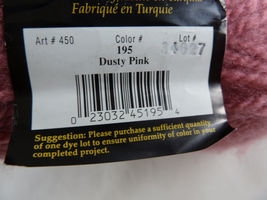 Fabriqué en Turquie
Art # 450 Color # Lot #
195
Dusty Pink
0 23032 45195 4
Suggestion: Please purchase a sufficient quantity
of one dye lot to ensure uniformity of color in your
completed project.